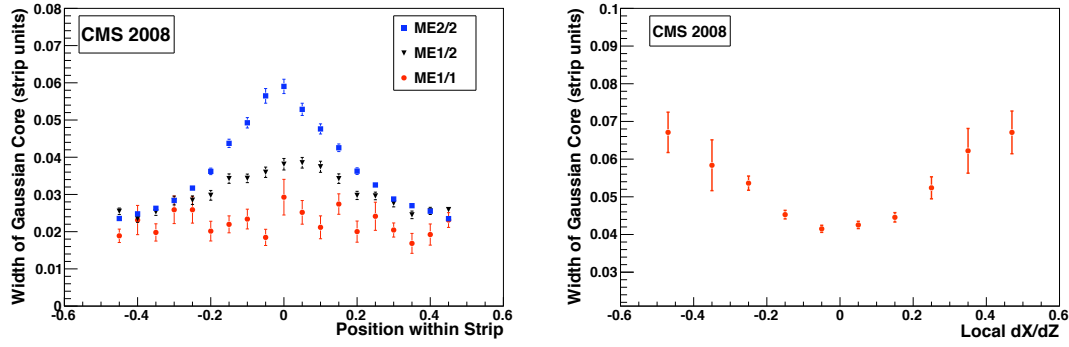 Width of Gaussian Core (strip units)
0.08
0.07
0.06
0.05
0.04
0.03
0.02
0.01
0
CMS 2008
ME2/2
ME1/2
ME1/1
-0.6 -0.4 -0.2 0 0.2 0.4 0.6
Position within Strip
Width of Gaussian Core (strip units)
0.1
0.09
0.08
0.07
0.06
0.05
0.04
0.03
CMS 2008
-0.6 -0.4 -0.2 0 0.2 0.4 0.6
Local dX/dZ